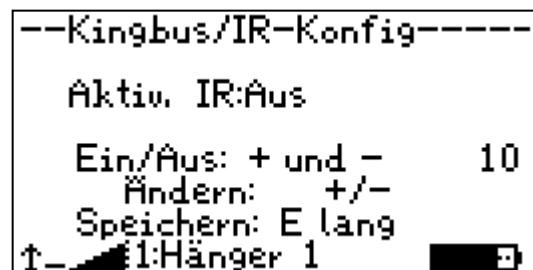 --Kingbus/IR-Konfig-----
Aktiv. IR:Aus
Ein/Aus: + und - 10
Ändern: +/-
Speichern: E lang
1:Hänger 1